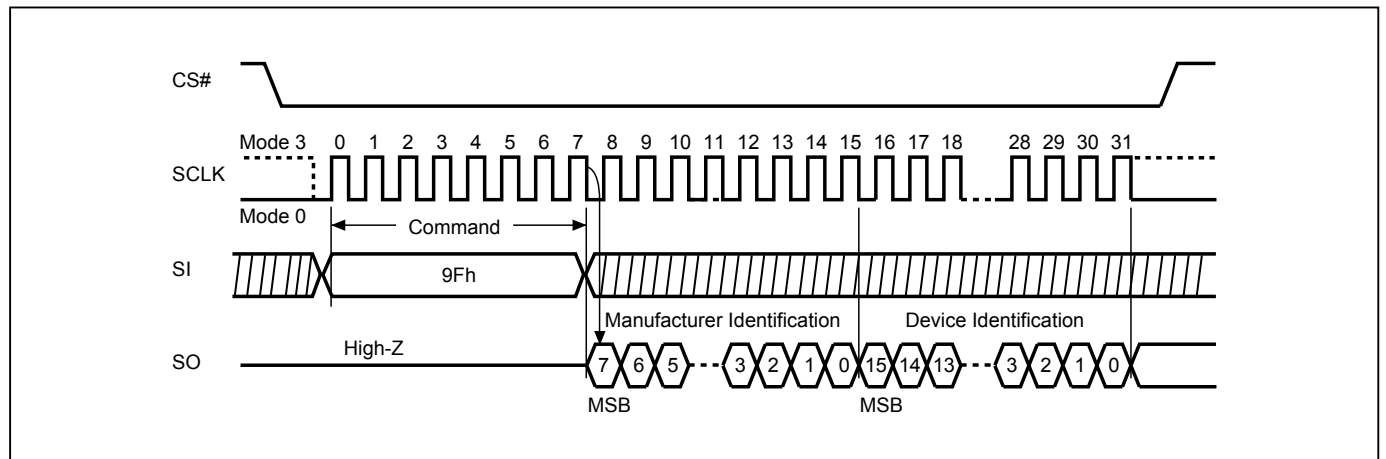 CS#
Mode 3 0 1 2 3 4 5 6 7 8 9 10 11 12 13 14 15 16 17 18 28 29 30 31
SCLK
Mode 0
Command
SI
9Fh
Manufacturer Identification Device Identification
High-Z
SO
7 6 5 3 2 1 0 15 14 13 3 2 1 0
MSB MSB